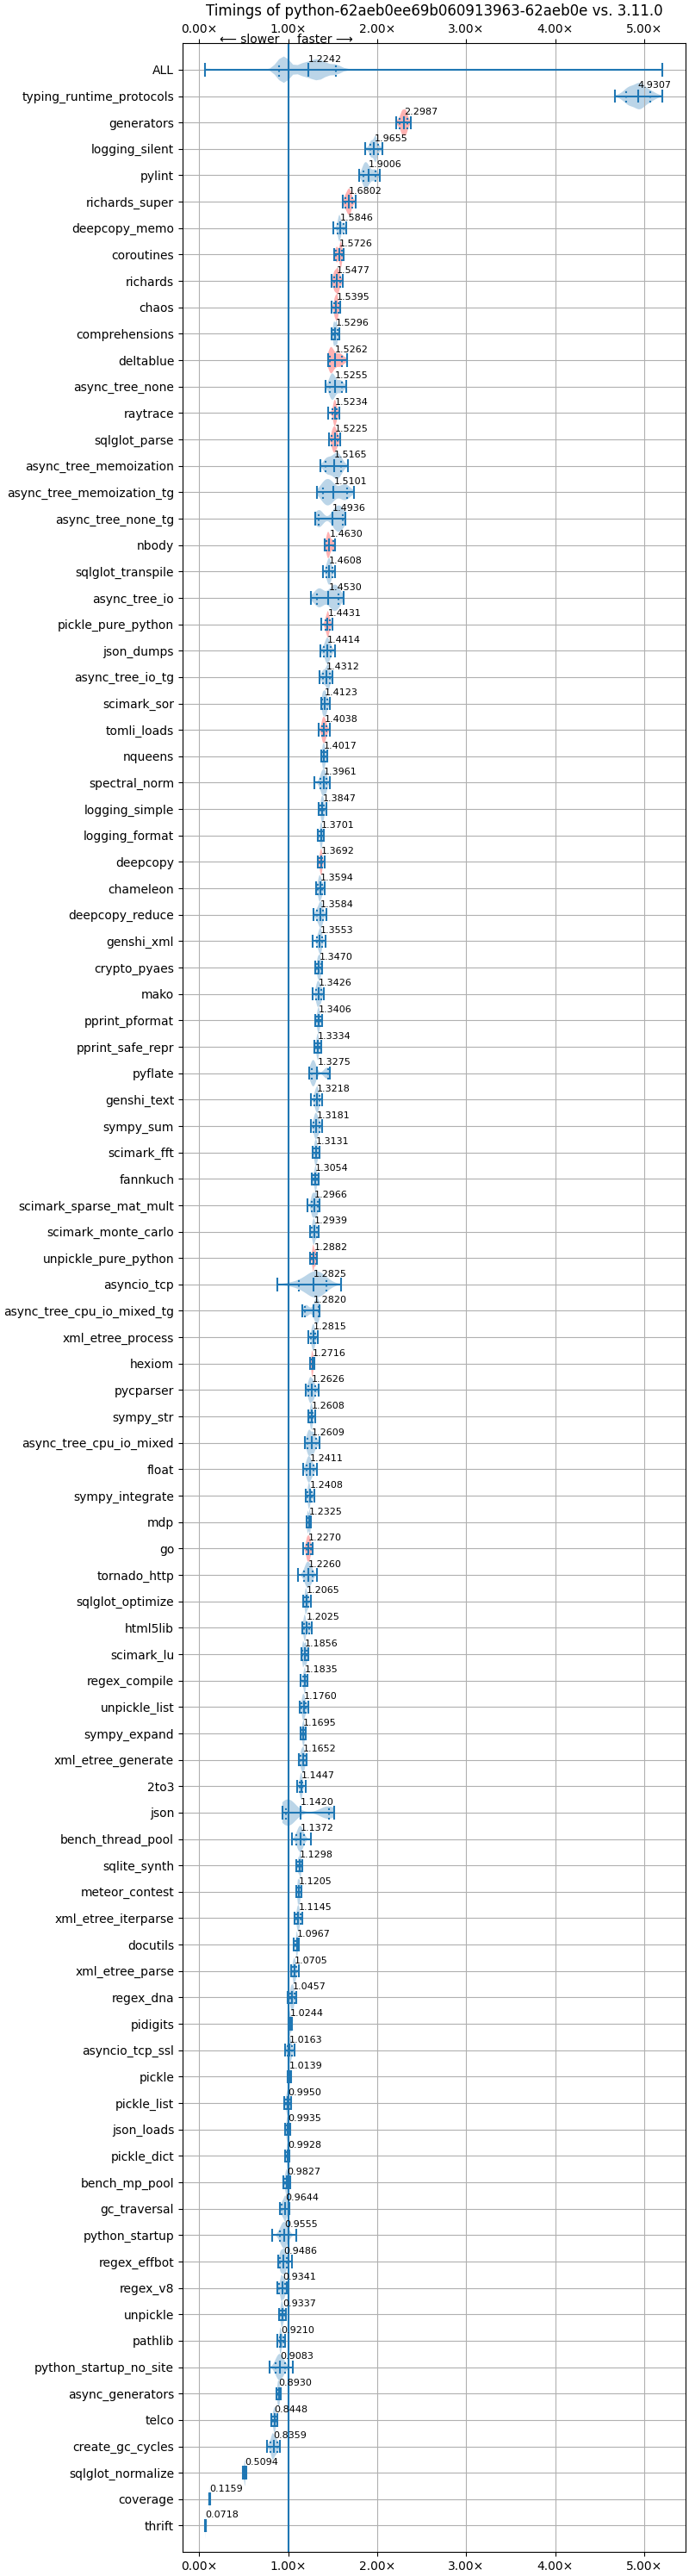 Timings of python-62aeb0ee69b060913963-62aeb0e vs. 3.11.0
0.00× 1.00× 2.00× 3.00× 4.00× 5.00×
⟵ slower faster ⟶
ALL 1.2242
typing_runtime_protocols 4.9307
generators 2.2987
logging_silent 1.9655
pylint 1.9006
richards_super 1.6802
deepcopy_memo 1.5846
coroutines 1.5726
richards 1.5477
chaos 1.5395
comprehensions 1.5296
deltablue 1.5262
async_tree_none 1.5255
raytrace 1.5234
sqlglot_parse 1.5225
async_tree_memoization 1.5165
async_tree_memoization_tg 1.5101
async_tree_none_tg 1.4936
nbody 1.4630
sqlglot_transpile 1.4608
async_tree_io 1.4530
pickle_pure_python 1.4431
json_dumps 1.4414
async_tree_io_tg 1.4312
scimark_sor 1.4123
tomli_loads 1.4038
nqueens 1.4017
spectral_norm 1.3961
logging_simple 1.3847
logging_format 1.3701
deepcopy 1.3692
chameleon 1.3594
deepcopy_reduce 1.3584
genshi_xml 1.3553
crypto_pyaes 1.3470
mako 1.3426
pprint_pformat 1.3406
pprint_safe_repr 1.3334
pyflate 1.3275
genshi_text 1.3218
sympy_sum 1.3181
scimark_fft 1.3131
fannkuch 1.3054
scimark_sparse_mat_mult 1.2966
scimark_monte_carlo 1.2939
unpickle_pure_python 1.2882
asyncio_tcp 1.2825
async_tree_cpu_io_mixed_tg 1.2820
xml_etree_process 1.2815
hexiom 1.2716
pycparser 1.2626
sympy_str 1.2608
async_tree_cpu_io_mixed 1.2609
float 1.2411
sympy_integrate 1.2408
mdp 1.2325
go 1.2270
tornado_http 1.2260
sqlglot_optimize 1.2065
html5lib 1.2025
scimark_lu 1.1856
regex_compile 1.1835
unpickle_list 1.1760
sympy_expand 1.1695
xml_etree_generate 1.1652
2to3 1.1447
json 1.1420
bench_thread_pool 1.1372
sqlite_synth 1.1298
meteor_contest 1.1205
xml_etree_iterparse 1.1145
docutils 1.0967
xml_etree_parse 1.0705
regex_dna 1.0457
pidigits 1.0244
asyncio_tcp_ssl 1.0163
pickle 1.0139
pickle_list 0.9950
json_loads 0.9935
pickle_dict 0.9928
bench_mp_pool 0.9827
gc_traversal 0.9644
python_startup 0.9555
regex_effbot 0.9486
regex_v8 0.9341
unpickle 0.9337
pathlib 0.9210
python_startup_no_site 0.9083
async_generators 0.8930
telco 0.8448
create_gc_cycles 0.8359
sqlglot_normalize 0.5094
coverage 0.1159
thrift 0.0718
0.00× 1.00× 2.00× 3.00× 4.00× 5.00×